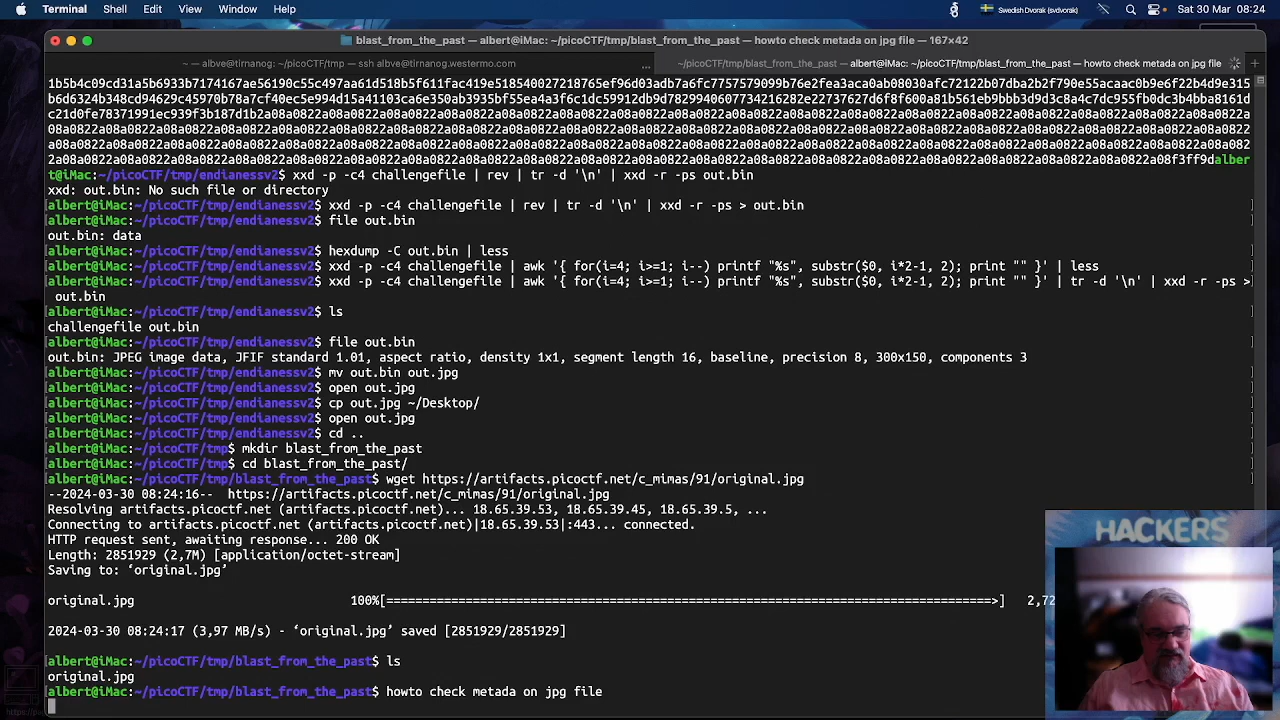 Terminal Shell Edit View Window Help
Swedish Dvorak (svdvorak) Sat 30 Mar 08:24
blast_from_the_past — albert@iMac: ~/picoCTF/tmp/blast_from_the_past — howto check metada on jpg file — 167×42
~ — albve@tirnanog: ~/picoCTF/tmp — ssh albve@tirnanog.westermo.com ...
~/picoCTF/tmp/blast_from_the_past — albert@iMac: ~/picoCTF/tmp/blast_from_the_past — howto check metada on jpg file
t@iMac:~/picoCTF/tmp/endianessv2$ xxd -p -c4 challengefile | rev | tr -d '\n' | xxd -r -ps out.bin
xxd: out.bin: No such file or directory
albert@iMac:~/picoCTF/tmp/endianessv2$ xxd -p -c4 challengefile | rev | tr -d '\n' | xxd -r -ps > out.bin
albert@iMac:~/picoCTF/tmp/endianessv2$ file out.bin
out.bin: data
albert@iMac:~/picoCTF/tmp/endianessv2$ hexdump -C out.bin | less
albert@iMac:~/picoCTF/tmp/endianessv2$ xxd -p -c4 challengefile | awk '{ for(i=4; i>=1; i--) printf "%s", substr($0, i*2-1, 2); print "" }' | less
albert@iMac:~/picoCTF/tmp/endianessv2$ xxd -p -c4 challengefile | awk '{ for(i=4; i>=1; i--) printf "%s", substr($0, i*2-1, 2); print "" }' | tr -d '\n' | xxd -r -ps >
out.bin
albert@iMac:~/picoCTF/tmp/endianessv2$ ls
challengefile out.bin
albert@iMac:~/picoCTF/tmp/endianessv2$ file out.bin
out.bin: JPEG image data, JFIF standard 1.01, aspect ratio, density 1x1, segment length 16, baseline, precision 8, 300x150, components 3
albert@iMac:~/picoCTF/tmp/endianessv2$ mv out.bin out.jpg
albert@iMac:~/picoCTF/tmp/endianessv2$ open out.jpg
albert@iMac:~/picoCTF/tmp/endianessv2$ cp out.jpg ~/Desktop/
albert@iMac:~/picoCTF/tmp/endianessv2$ open out.jpg
albert@iMac:~/picoCTF/tmp/endianessv2$ cd ..
albert@iMac:~/picoCTF/tmp$ mkdir blast_from_the_past
albert@iMac:~/picoCTF/tmp$ cd blast_from_the_past/
albert@iMac:~/picoCTF/tmp/blast_from_the_past$ wget https://artifacts.picoctf.net/c_mimas/91/original.jpg
--2024-03-30 08:24:16-- https://artifacts.picoctf.net/c_mimas/91/original.jpg
Resolving artifacts.picoctf.net (artifacts.picoctf.net)... 18.65.39.53, 18.65.39.45, 18.65.39.5, ...
Connecting to artifacts.picoctf.net (artifacts.picoctf.net)|18.65.39.53|:443... connected.
HTTP request sent, awaiting response... 200 OK
Length: 2851929 (2,7M) [application/octet-stream]
Saving to: ‘original.jpg’
original.jpg 100%[===================================================================================>] 2,72
2024-03-30 08:24:17 (3,97 MB/s) - ‘original.jpg’ saved [2851929/2851929]
albert@iMac:~/picoCTF/tmp/blast_from_the_past$ ls
original.jpg
albert@iMac:~/picoCTF/tmp/blast_from_the_past$ howto check metada on jpg file
HACKERS